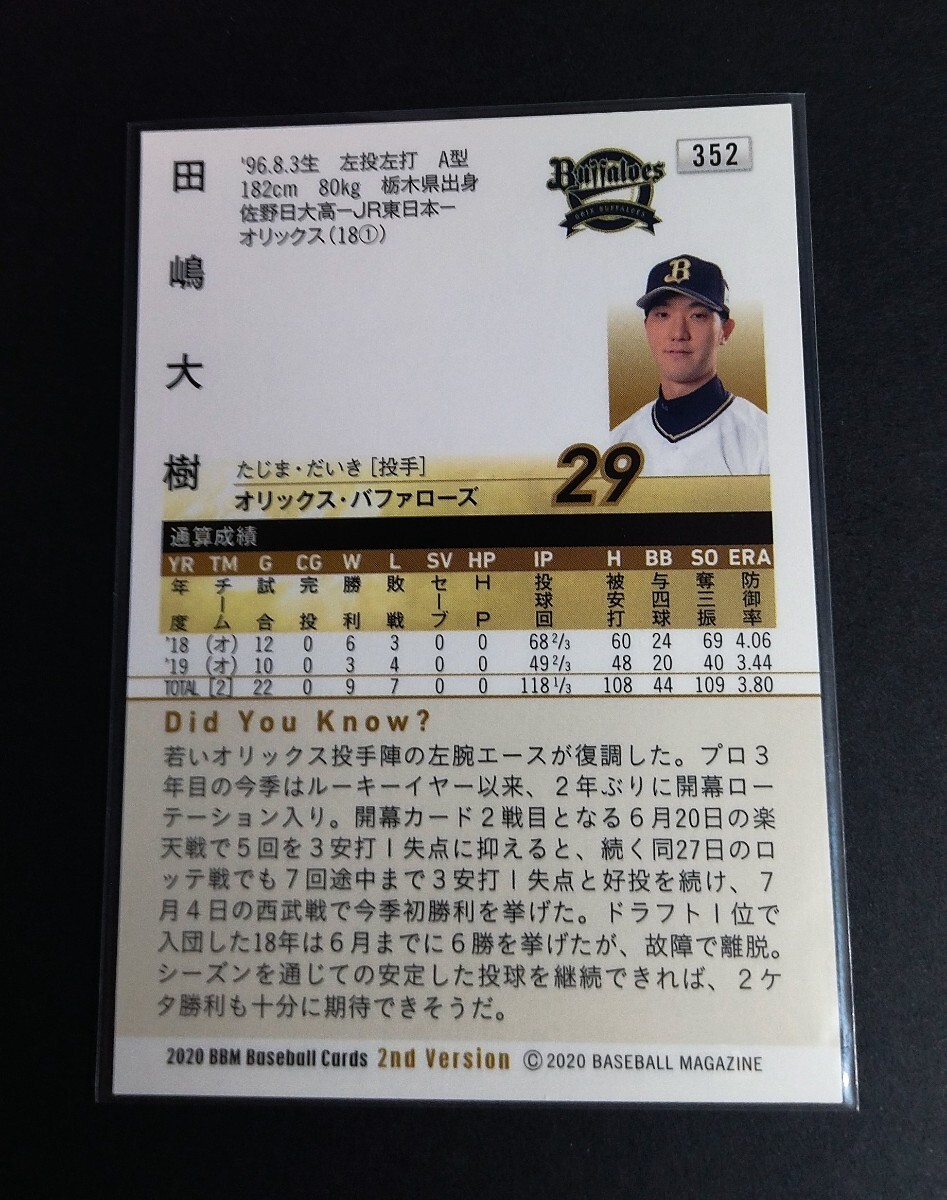 田嶋大樹
'96.8.3生 左投左打 A型
182cm 80kg 栃木県出身
佐野日大高ーJR東日本ー
オリックス(18①)
Buffaloes
ORIX BUFFALOES
352
B
たじま・だいき[投手]
オリックス・バファローズ
29
通算成績
YR TM G CG W L SV HP IP H BB SO ERA
年度 チーム 試合 完投 勝利 敗戦 セーブ HP 投球回 被安打 与四球 奪三振 防御率
'18 (オ) 12 0 6 3 0 0 68 2/3 60 24 69 4.06
'19 (オ) 10 0 3 4 0 0 49 2/3 48 20 40 3.44
TOTAL [2] 22 0 9 7 0 0 118 1/3 108 44 109 3.80
Did You Know?
若いオリックス投手陣の左腕エースが復調した。プロ3
年目の今季はルーキーイヤー以来、2年ぶりに開幕ロー
テーション入り。開幕カード2戦目となる6月20日の楽
天戦で5回を3安打1失点に抑えると、続く同27日のロ
ッテ戦でも7回途中まで3安打1失点と好投を続け、7
月4日の西武戦で今季初勝利を挙げた。ドラフト1位で
入団した18年は6月までに6勝を挙げたが、故障で離脱。
シーズンを通じての安定した投球を継続できれば、2ケ
タ勝利も十分に期待できそうだ。
2020 BBM Baseball Cards 2nd Version ©2020 BASEBALL MAGAZINE